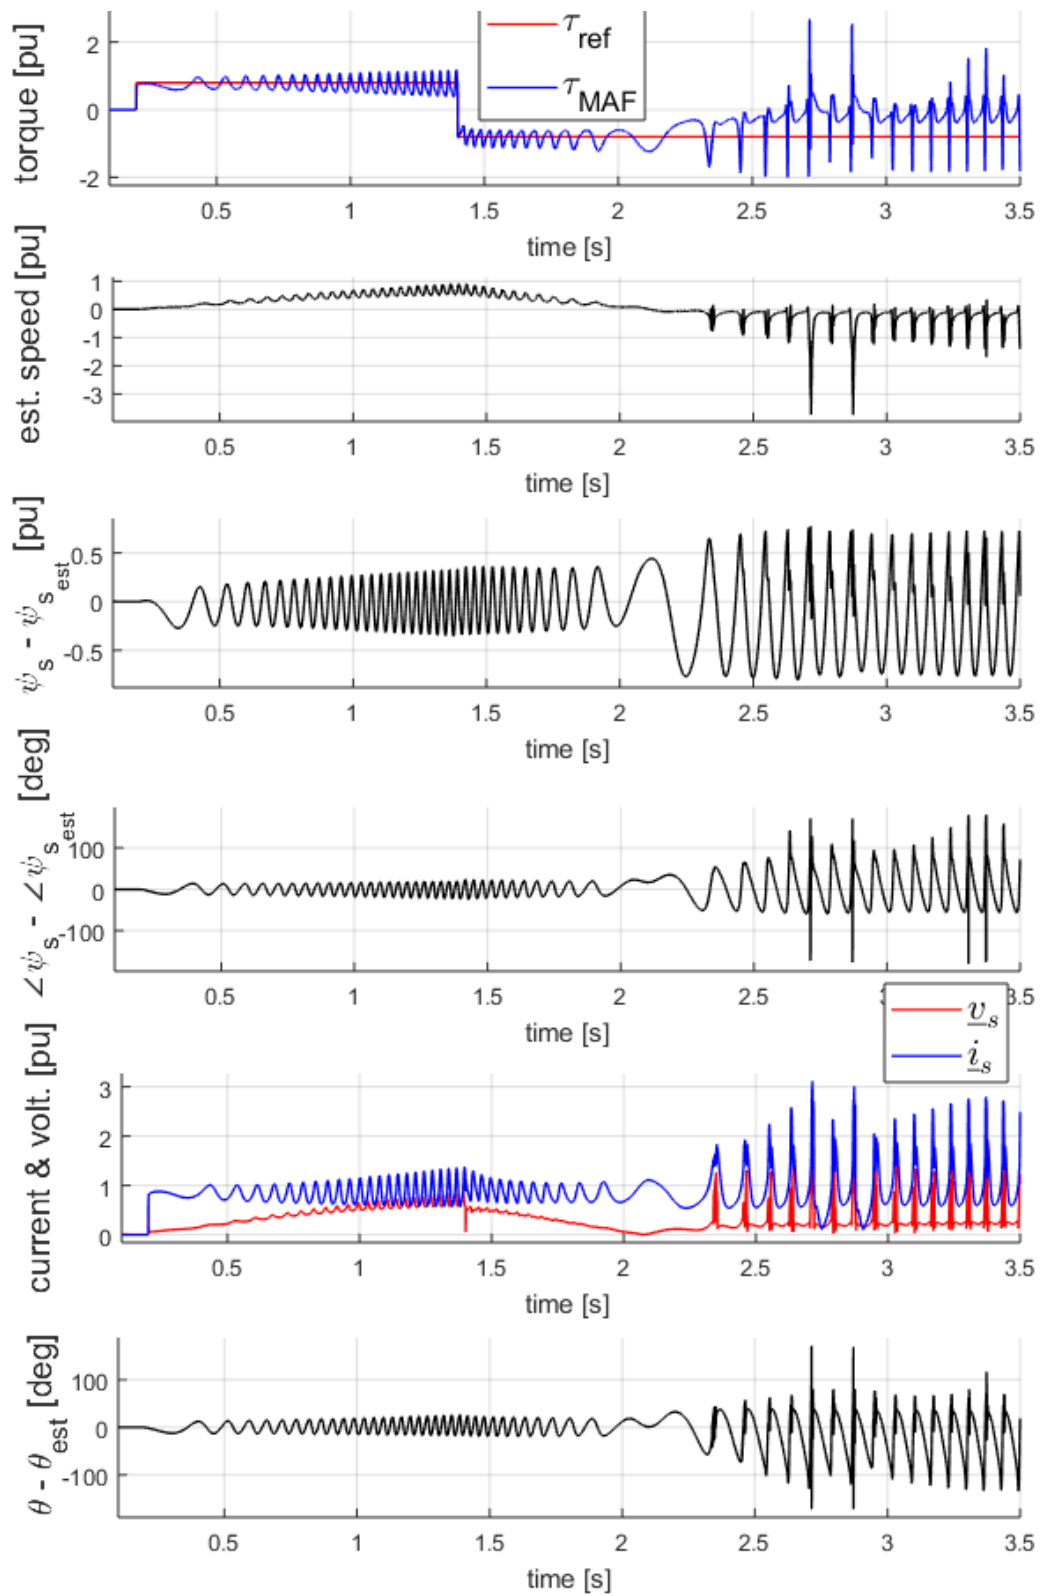 torque [pu]
τref
τMAF
2
0
-2
0.5 1 1.5 2 2.5 3 3.5
time [s]
est. speed [pu]
1
0
-1
-2
-3
0.5 1 1.5 2 2.5 3 3.5
time [s]
ψs - ψsest [pu]
0.5
0
-0.5
0.5 1 1.5 2 2.5 3 3.5
time [s]
∠ψs - ∠ψsest [deg]
100
0
-100
0.5 1 1.5 2 2.5 3.5
time [s]
current & volt. [pu]
vs
is
3
2
1
0
0.5 1 1.5 2 2.5 3 3.5
time [s]
θ - θest [deg]
100
0
-100
0.5 1 1.5 2 2.5 3 3.5
time [s]